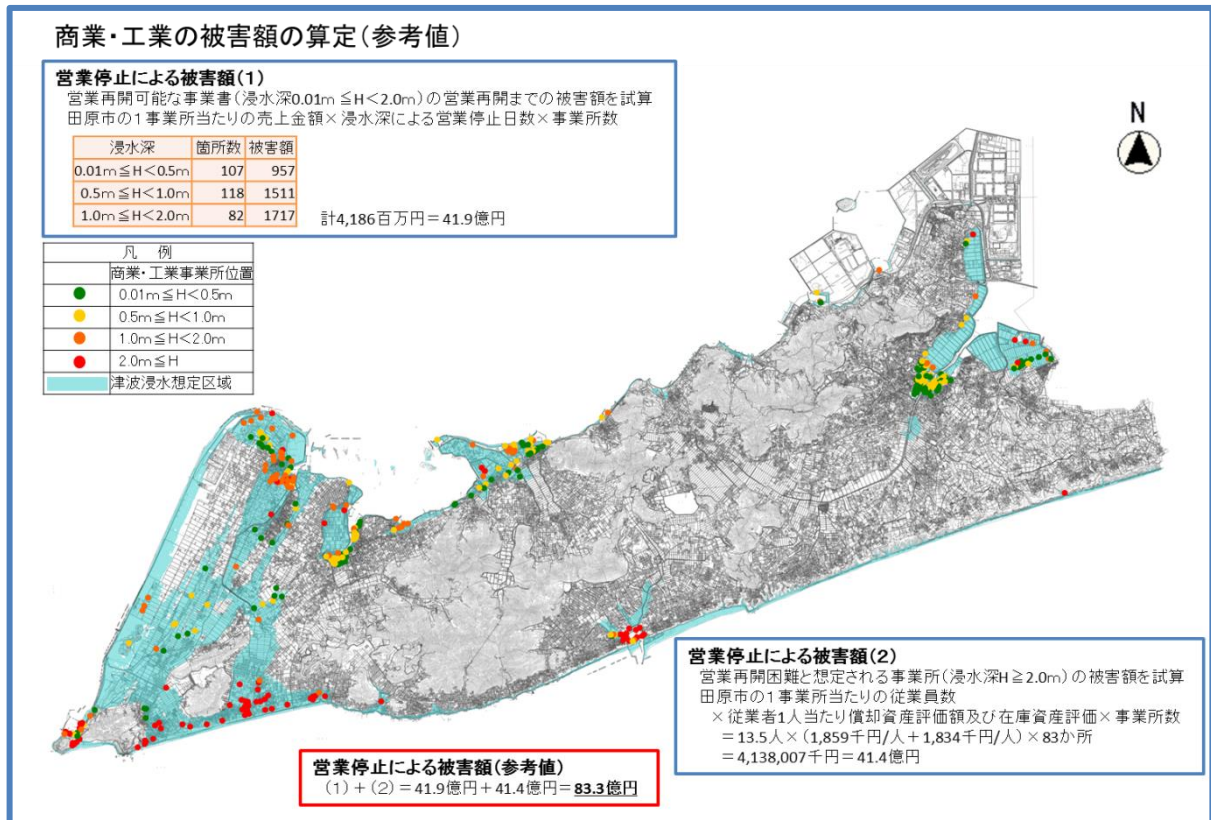 商業・工業の被害額の算定(参考値)
営業停止による被害額(1)
営業再開可能な事業書(浸水深0.01m ≦H<2.0m)の営業再開までの被害額を試算
田原市の1事業所当たりの売上金額×浸水深による営業停止日数×事業所数
浸水深 箇所数 被害額
0.01m≦H<0.5m 107 957
0.5m≦H<1.0m 118 1511
1.0m≦H<2.0m 82 1717
計4,186百万円=41.9億円
N
凡 例
商業・工業事業所位置
0.01m≦H<0.5m
0.5m≦H<1.0m
1.0m≦H<2.0m
2.0m≦H
津波浸水想定区域
営業停止による被害額(2)
営業再開困難と想定される事業所(浸水深H≧2.0m)の被害額を試算
田原市の1事業所当たりの従業員数
×従業者1人当たり償却資産評価額及び在庫資産評価×事業所数
=13.5人×(1,859千円/人+1,834千円/人)×83か所
=4,138,007千円=41.4億円
営業停止による被害額(参考値)
(1)+(2)=41.9億円+41.4億円=83.3億円